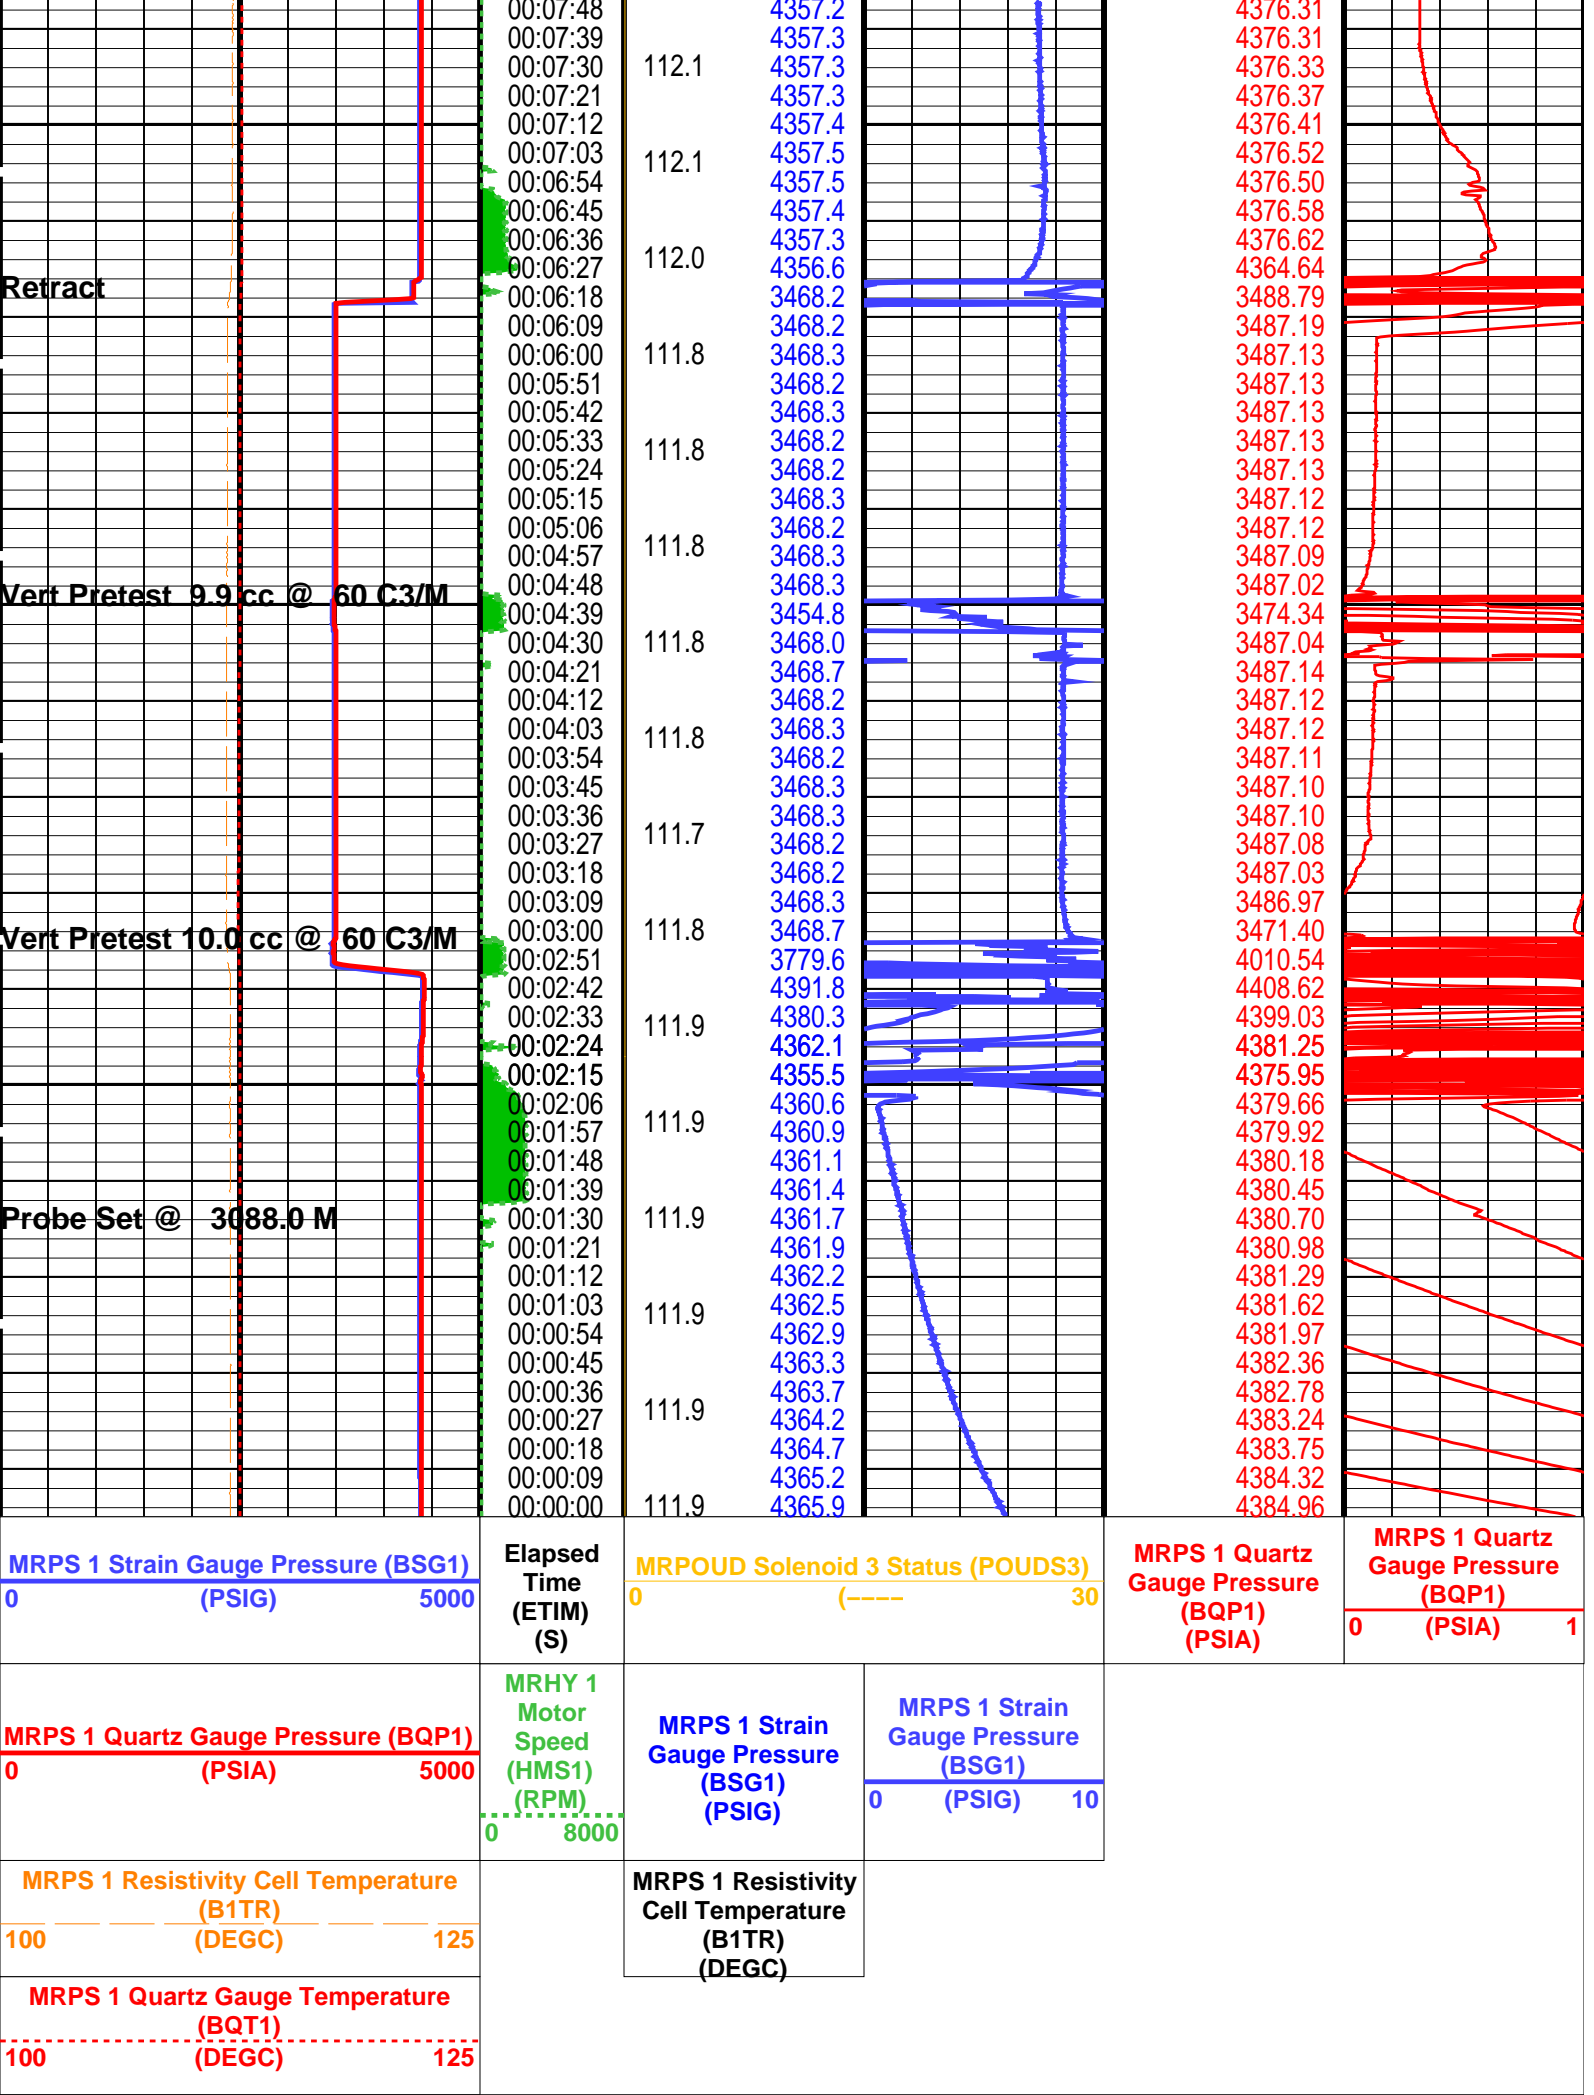 00:07:48 4357.2 4376.31
00:07:39 4357.3 4376.31
00:07:30 112.1 4357.3 4376.33
00:07:21 4357.3 4376.37
00:07:12 4357.4 4376.41
00:07:03 112.1 4357.5 4376.52
00:06:54 4357.5 4376.50
00:06:45 4357.4 4376.58
00:06:36 4357.3 4376.62
00:06:27 112.0 4356.6 4364.64
Retract
00:06:18 3468.2 3488.79
00:06:09 3468.2 3487.19
00:06:00 111.8 3468.3 3487.13
00:05:51 3468.2 3487.13
00:05:42 3468.3 3487.13
00:05:33 111.8 3468.2 3487.13
00:05:24 3468.2 3487.13
00:05:15 3468.3 3487.12
00:05:06 3468.2 3487.12
00:04:57 111.8 3468.3 3487.09
00:04:48 3468.3 3487.02
Vert Pretest 9.9 cc @ 60 C3/M
00:04:39 3454.8 3474.34
00:04:30 111.8 3468.0 3487.04
00:04:21 3468.7 3487.14
00:04:12 3468.2 3487.12
00:04:03 111.8 3468.3 3487.12
00:03:54 3468.2 3487.11
00:03:45 3468.3 3487.10
00:03:36 3468.3 3487.10
00:03:27 111.7 3468.2 3487.08
00:03:18 3468.2 3487.03
00:03:09 3468.3 3486.97
00:03:00 111.8 3468.7 3471.40
Vert Pretest 10.0 cc @ 60 C3/M
00:02:51 3779.6 4010.54
00:02:42 4391.8 4408.62
00:02:33 111.9 4380.3 4399.03
00:02:24 4362.1 4381.25
00:02:15 4355.5 4375.95
00:02:06 111.9 4360.6 4379.66
00:01:57 4360.9 4379.92
00:01:48 4361.1 4380.18
00:01:39 4361.4 4380.45
Probe Set @ 3088.0 M
00:01:30 111.9 4361.7 4380.70
00:01:21 4361.9 4380.98
00:01:12 4362.2 4381.29
00:01:03 111.9 4362.5 4381.62
00:00:54 4362.9 4381.97
00:00:45 4363.3 4382.36
00:00:36 111.9 4363.7 4382.78
00:00:27 4364.2 4383.24
00:00:18 4364.7 4383.75
00:00:09 4365.2 4384.32
00:00:00 111.9 4365.9 4384.96
MRPS 1 Strain Gauge Pressure (BSG1)
0 (PSIG) 5000
Elapsed
Time
(ETIM)
(S)
MRPOUD Solenoid 3 Status (POUDS3)
0 (---- 30
MRPS 1 Quartz
Gauge Pressure
(BQP1)
(PSIA)
MRPS 1 Quartz
Gauge Pressure
(BQP1)
0 (PSIA) 1
MRPS 1 Quartz Gauge Pressure (BQP1)
0 (PSIA) 5000
MRHY 1
Motor
Speed
(HMS1)
(RPM)
0 8000
MRPS 1 Strain
Gauge Pressure
(BSG1)
(PSIG)
MRPS 1 Strain
Gauge Pressure
(BSG1)
0 (PSIG) 10
MRPS 1 Resistivity Cell Temperature
(B1TR)
100 (DEGC) 125
MRPS 1 Resistivity
Cell Temperature
(B1TR)
(DEGC)
MRPS 1 Quartz Gauge Temperature
(BQT1)
100 (DEGC) 125